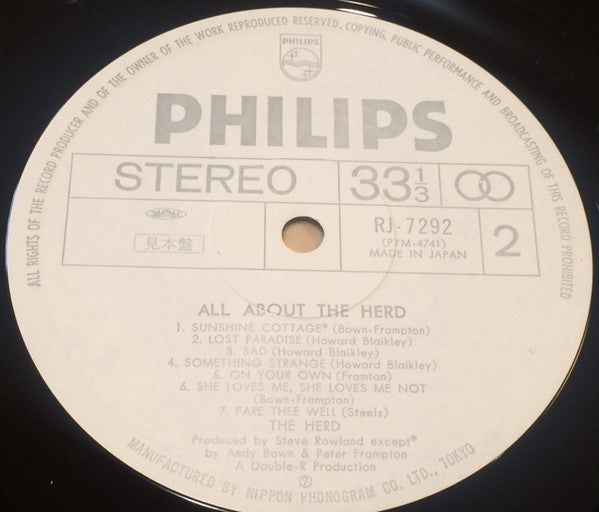 ALL RIGHTS OF THE RECORD PRODUCER AND OF THE OWNER OF THE WORK REPRODUCED RESERVED, COPYING, PUBLIC PERFORMANCE AND BROADCASTING OF THIS RECORD PROHIBITED
PHILIPS
PHILIPS
STEREO
33 1/3
JASRAC
見本盤
RJ-7292
(PYM-4741)
MADE IN JAPAN
2
ALL ABOUT THE HERD
1. SUNSHINE COTTAGE* (Bown-Frampton)
2. LOST PARADISE (Howard Blaikley)
3. SAD (Howard Blaikley)
4. SOMETHING STRANGE (Howard Blaikley)
5. ON YOUR OWN (Framton)
6. SHE LOVES ME, SHE LOVES ME NOT
(Bown-Frampton)
7. FARE THEE WELL (Steels)
THE HERD
Produced by Steve Rowland except*
by Andy Bown & Peter Frampton
A Double-R Production
⑦
MANUFACTURED BY NIPPON PHONOGRAM CO. LTD., TOKYO